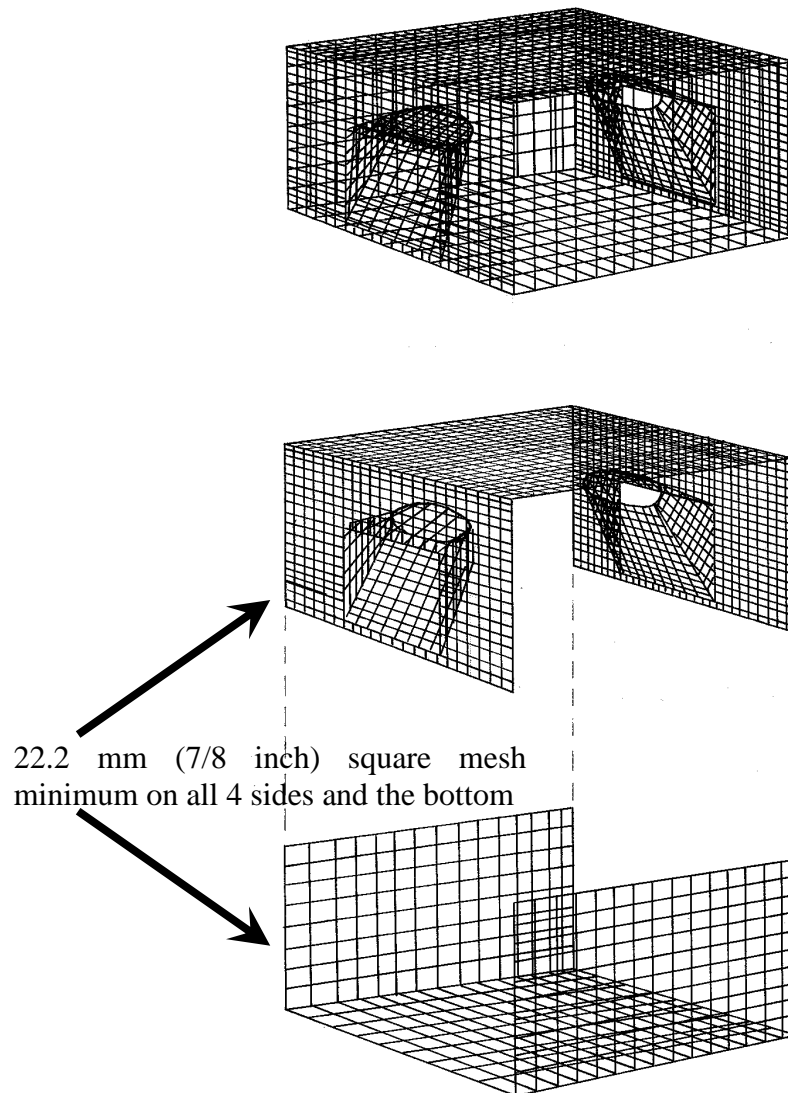 22.2 mm (7/8 inch) square mesh
minimum on all 4 sides and the bottom